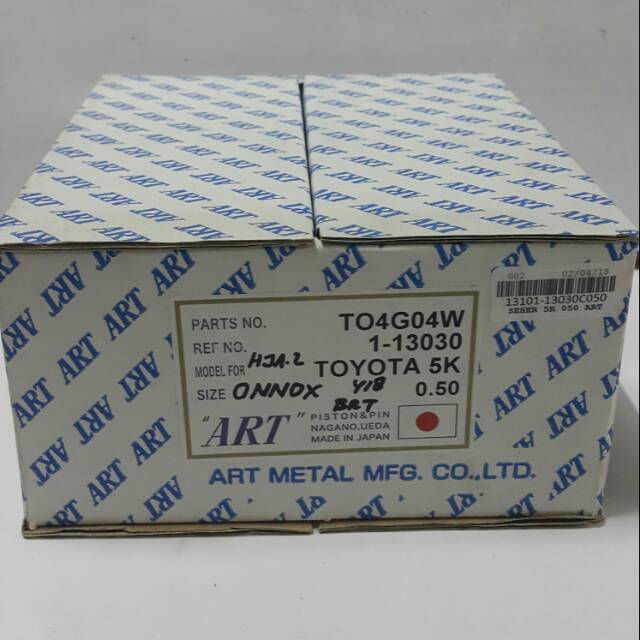 002 02/04/18
13101-13030C050
SEHER 5K 050 ART
PARTS NO. TO4G04W
REF NO. 1-13030
MODEL FOR HJA.2 TOYOTA 5K
SIZE ONNOX Y18 0.50
BRT
"ART" PISTON&PIN
NAGANO,UEDA
MADE IN JAPAN
ART METAL MFG. CO.,LTD.